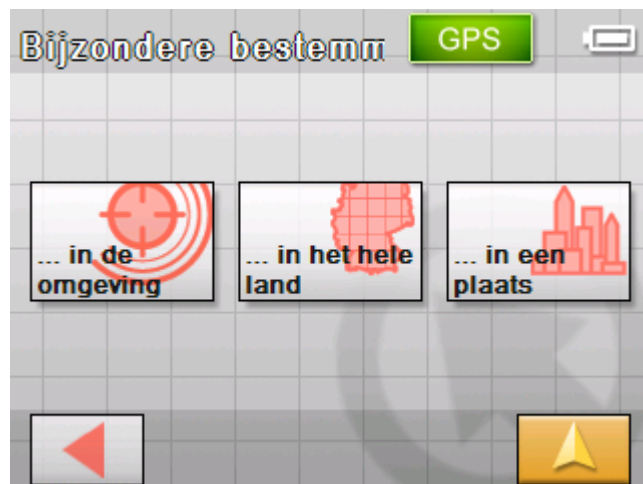 Bijzondere bestemm
GPS
... in de
omgeving
... in het hele
land
... in een
plaats